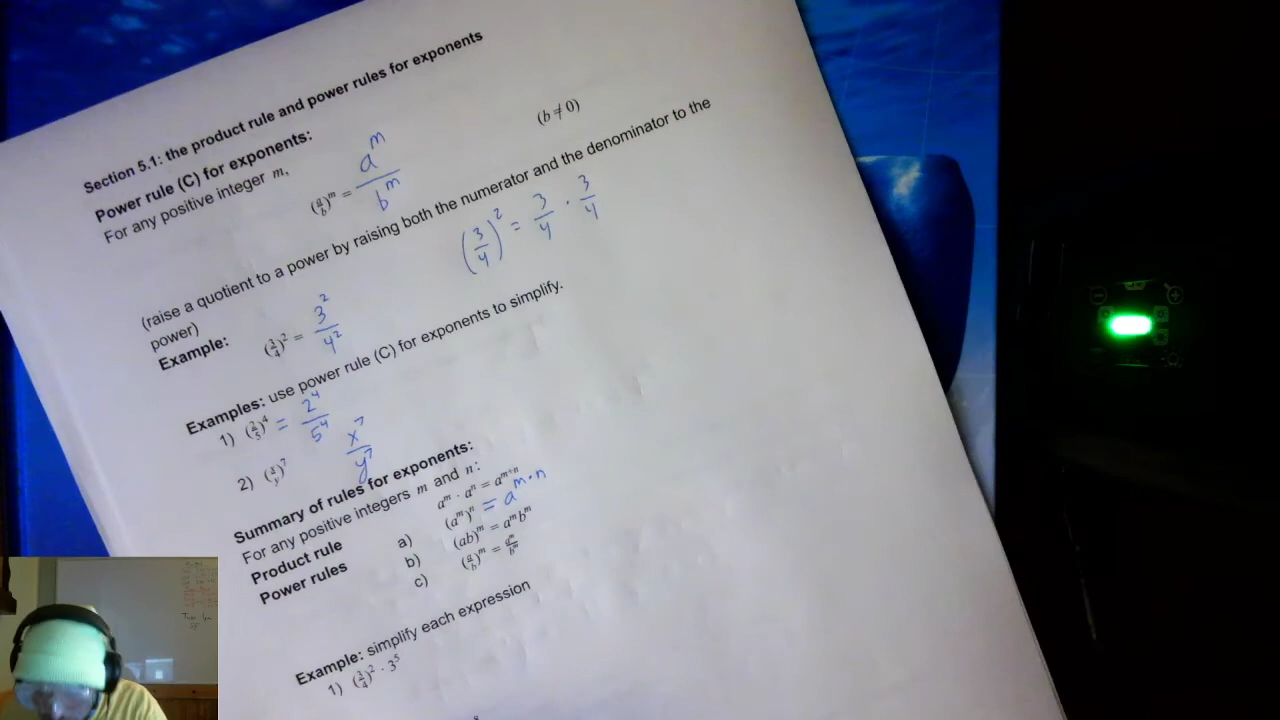 Section 5.1: the product rule and power rules for exponents
Power rule (C) for exponents:
For any positive integer m,
(a/b)^m = a^m/b^m (b ≠ 0)
(raise a quotient to a power by raising both the numerator and the denominator to the
power)
Example: (3/4)^2 = 3^2/4^2 (3/4)^2 = 3/4 · 3/4
Examples: use power rule (C) for exponents to simplify.
1) (2/5)^4 = 2^4/5^4
2) (x/y)^7 x^7/y^7
Summary of rules for exponents:
For any positive integers m and n:
Product rule a^m · a^n = a^{m+n}
Power rules a) (a^m)^n = a^{m·n}
b) (ab)^m = a^m b^m
c) (a/b)^m = a^m/b^m
Example: simplify each expression
1) (3/4)^2 · 3^5